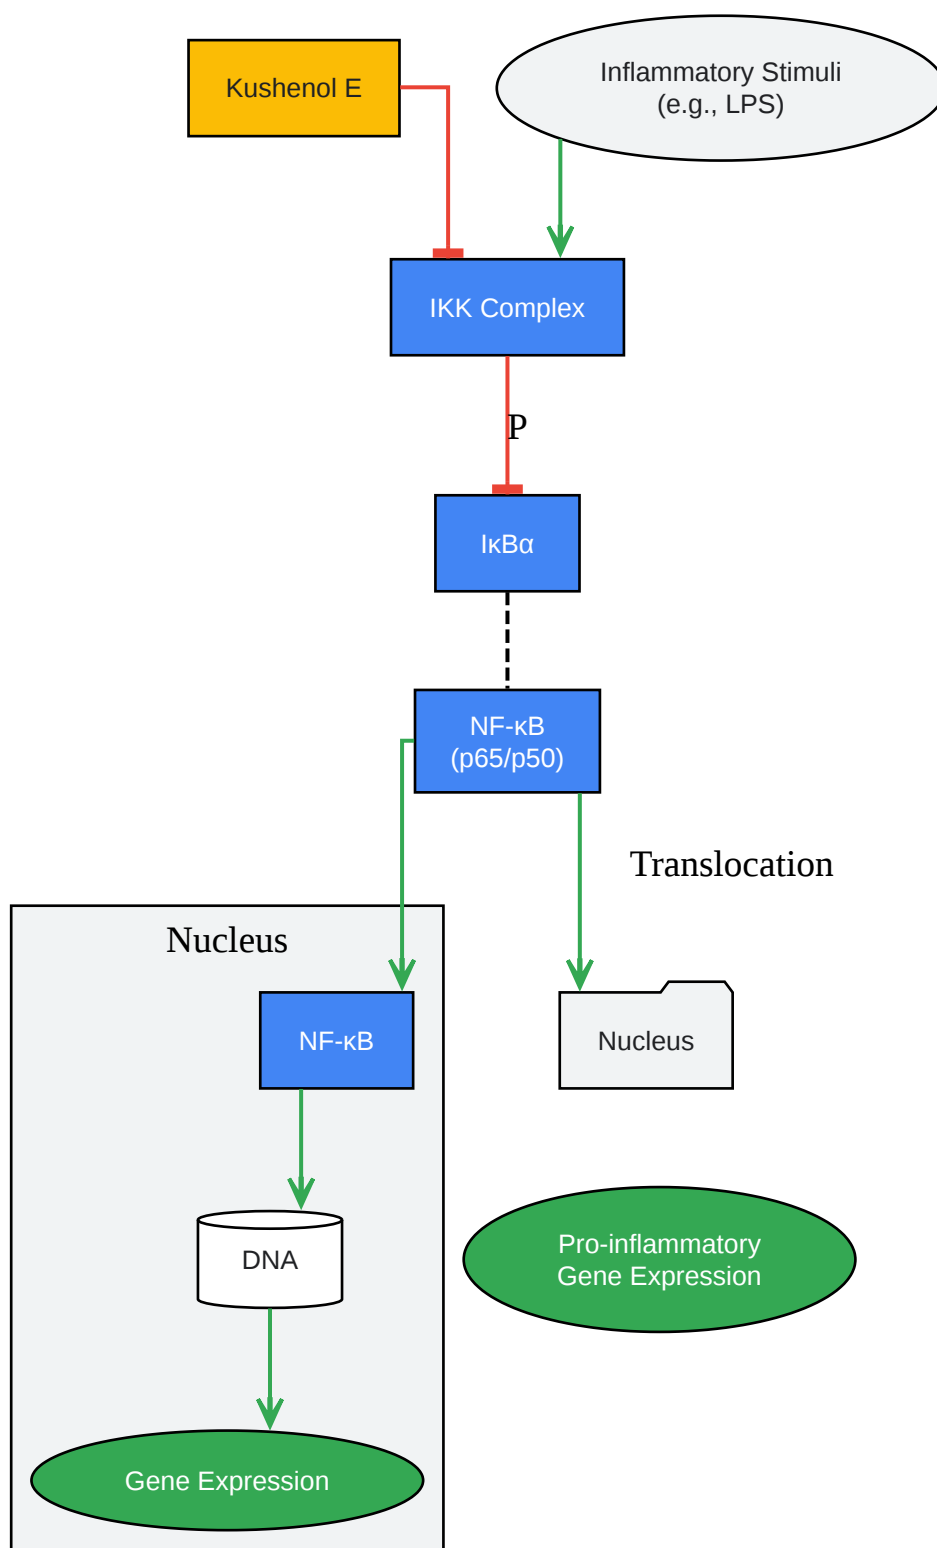 Kushenol E
Inflammatory Stimuli
(e.g., LPS)
IKK Complex
P
IκBα
NF-κB
(p65/p50)
Translocation
Nucleus
NF-κB
Nucleus
DNA
Pro-inflammatory
Gene Expression
Gene Expression